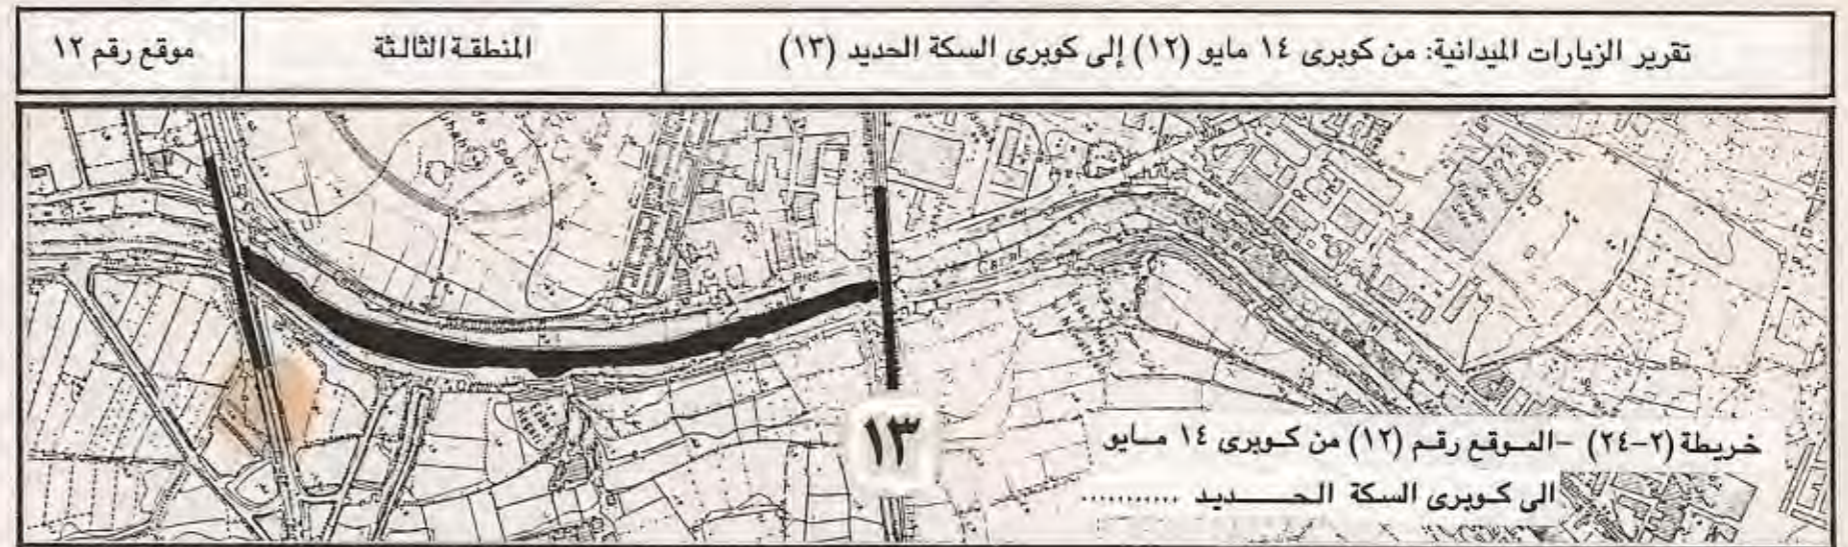 تقرير الزيارات الميدانية: من كوبرى ١٤ مايو (١٢) إلى كوبرى السكة الحديد (١٣)
المنطقة الثالثة
موقع رقم ١٢
de Sports
Canal
١٣
خريطة (٢-٢٤) -الموقع رقم (١٢) من كوبرى ١٤ مايو
الى كوبرى السكة الحديد ...........